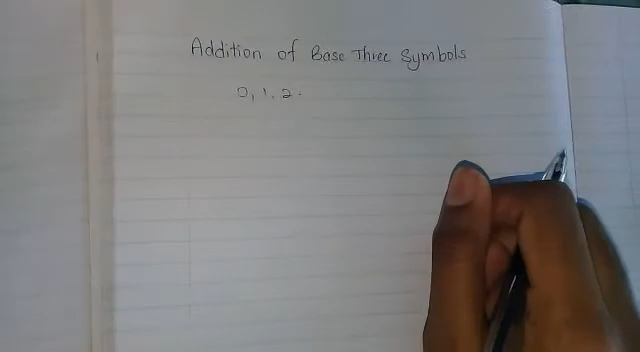 Addition of Base Three Symbols
0, 1, 2.